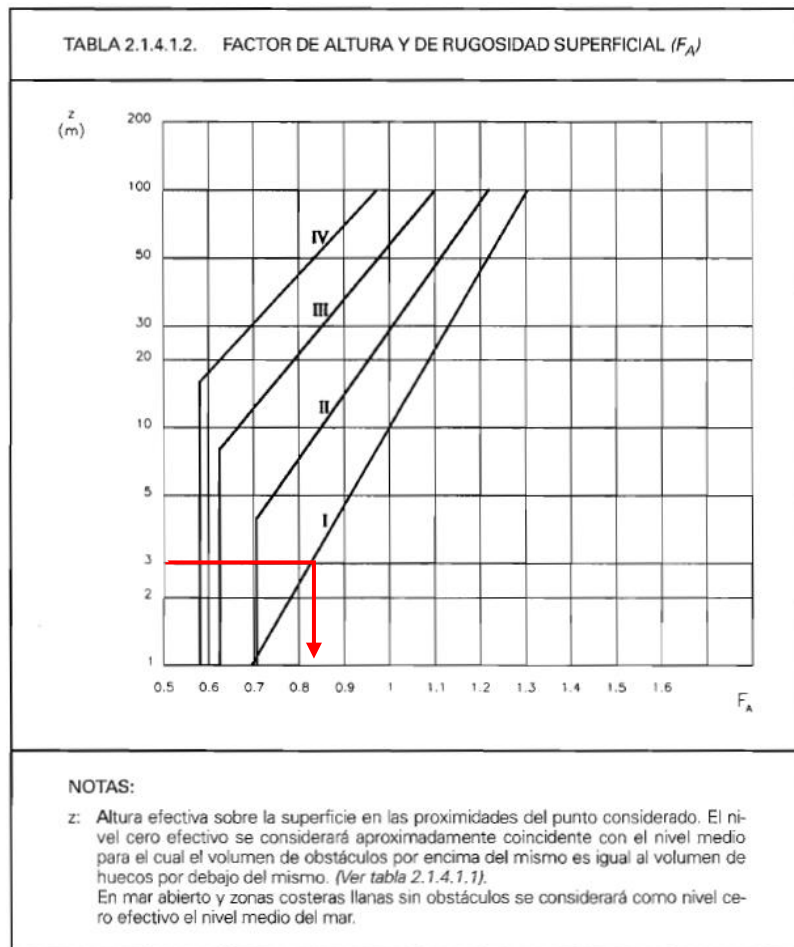 TABLA 2.1.4.1.2. FACTOR DE ALTURA Y DE RUGOSIDAD SUPERFICIAL (F_A)
z
(m)
200
100
50
30
20
10
5
3
2
1
IV
III
II
I
0.5 0.6 0.7 0.8 0.9 1 1.1 1.2 1.3 1.4 1.5 1.6
F_A
NOTAS:
z: Altura efectiva sobre la superficie en las proximidades del punto considerado. El ni-
vel cero efectivo se considerará aproximadamente coincidente con el nivel medio
para el cual el volumen de obstáculos por encima del mismo es igual al volumen de
huecos por debajo del mismo. (Ver tabla 2.1.4.1.1).
En mar abierto y zonas costeras llanas sin obstáculos se considerará como nivel ce-
ro efectivo el nivel medio del mar.